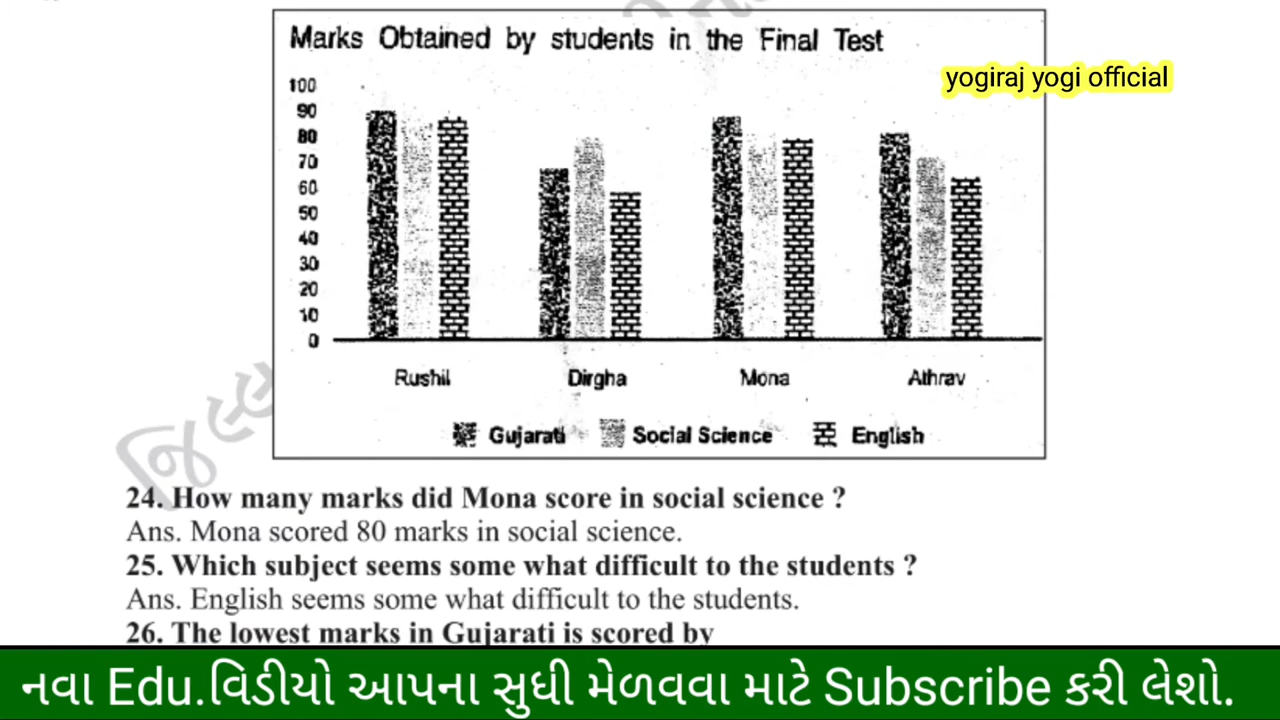 Marks Obtained by students in the Final Test
yogiraj yogi official
100
90
80
70
60
50
40
30
20
10
0
Rushil Dirgha Mona Athrav
Gujarati Social Science English
24. How many marks did Mona score in social science ?
Ans. Mona scored 80 marks in social science.
25. Which subject seems some what difficult to the students ?
Ans. English seems some what difficult to the students.
26. The lowest marks in Gujarati is scored by
નવા Edu.વિડીયો આપના સુધી મેળવવા માટે Subscribe કરી લેશો.